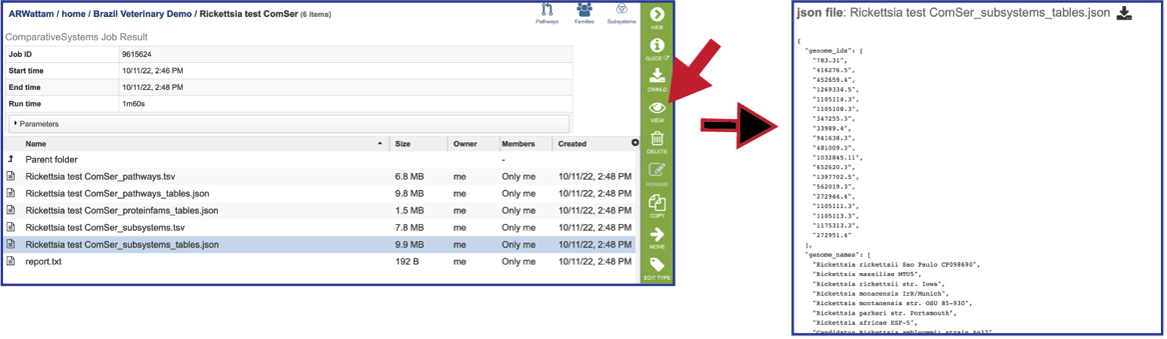 ARWattam / home / Brazil Veterinary Demo / Rickettsia test ComSer (6 items)
Pathways Families Subsystems
ComparativeSystems Job Result
Job ID 9615624
Start time 10/11/22, 2:46 PM
End time 10/11/22, 2:48 PM
Run time 1m60s
Parameters
Name Size Owner Members Created
Parent folder -
Rickettsia test ComSer_pathways.tsv 6.8 MB me Only me 10/11/22, 2:48 PM
Rickettsia test ComSer_pathways_tables.json 9.8 MB me Only me 10/11/22, 2:48 PM
Rickettsia test ComSer_proteinfams_tables.json 1.5 MB me Only me 10/11/22, 2:48 PM
Rickettsia test ComSer_subsystems.tsv 7.8 MB me Only me 10/11/22, 2:48 PM
Rickettsia test ComSer_subsystems_tables.json 9.9 MB me Only me 10/11/22, 2:48 PM
report.txt 192 B me Only me 10/11/22, 2:48 PM
HIDE
GUIDE
DWNLD
VIEW
DELETE
RENAME
COPY
MOVE
EDIT TYPE
json file: Rickettsia test ComSer_subsystems_tables.json
{
"genome_ids": [
"783.31",
"416276.5",
"452659.4",
"1269334.5",
"1105114.3",
"1105108.3",
"347255.3",
"33989.4",
"941638.3",
"481009.3",
"1032845.11",
"652620.3",
"1397702.5",
"562019.3",
"272944.4",
"1105111.3",
"1105113.3",
"1175313.3",
"272951.4"
],
"genome_names": [
"Rickettsia rickettsii Sao Paulo CP098690",
"Rickettsia massiliae MTU5",
"Rickettsia rickettsii str. Iowa",
"Rickettsia monacensis IrR/Munich",
"Rickettsia montanensis str. OSU 85-930",
"Rickettsia parkeri str. Portsmouth",
"Rickettsia africae ESF-5",